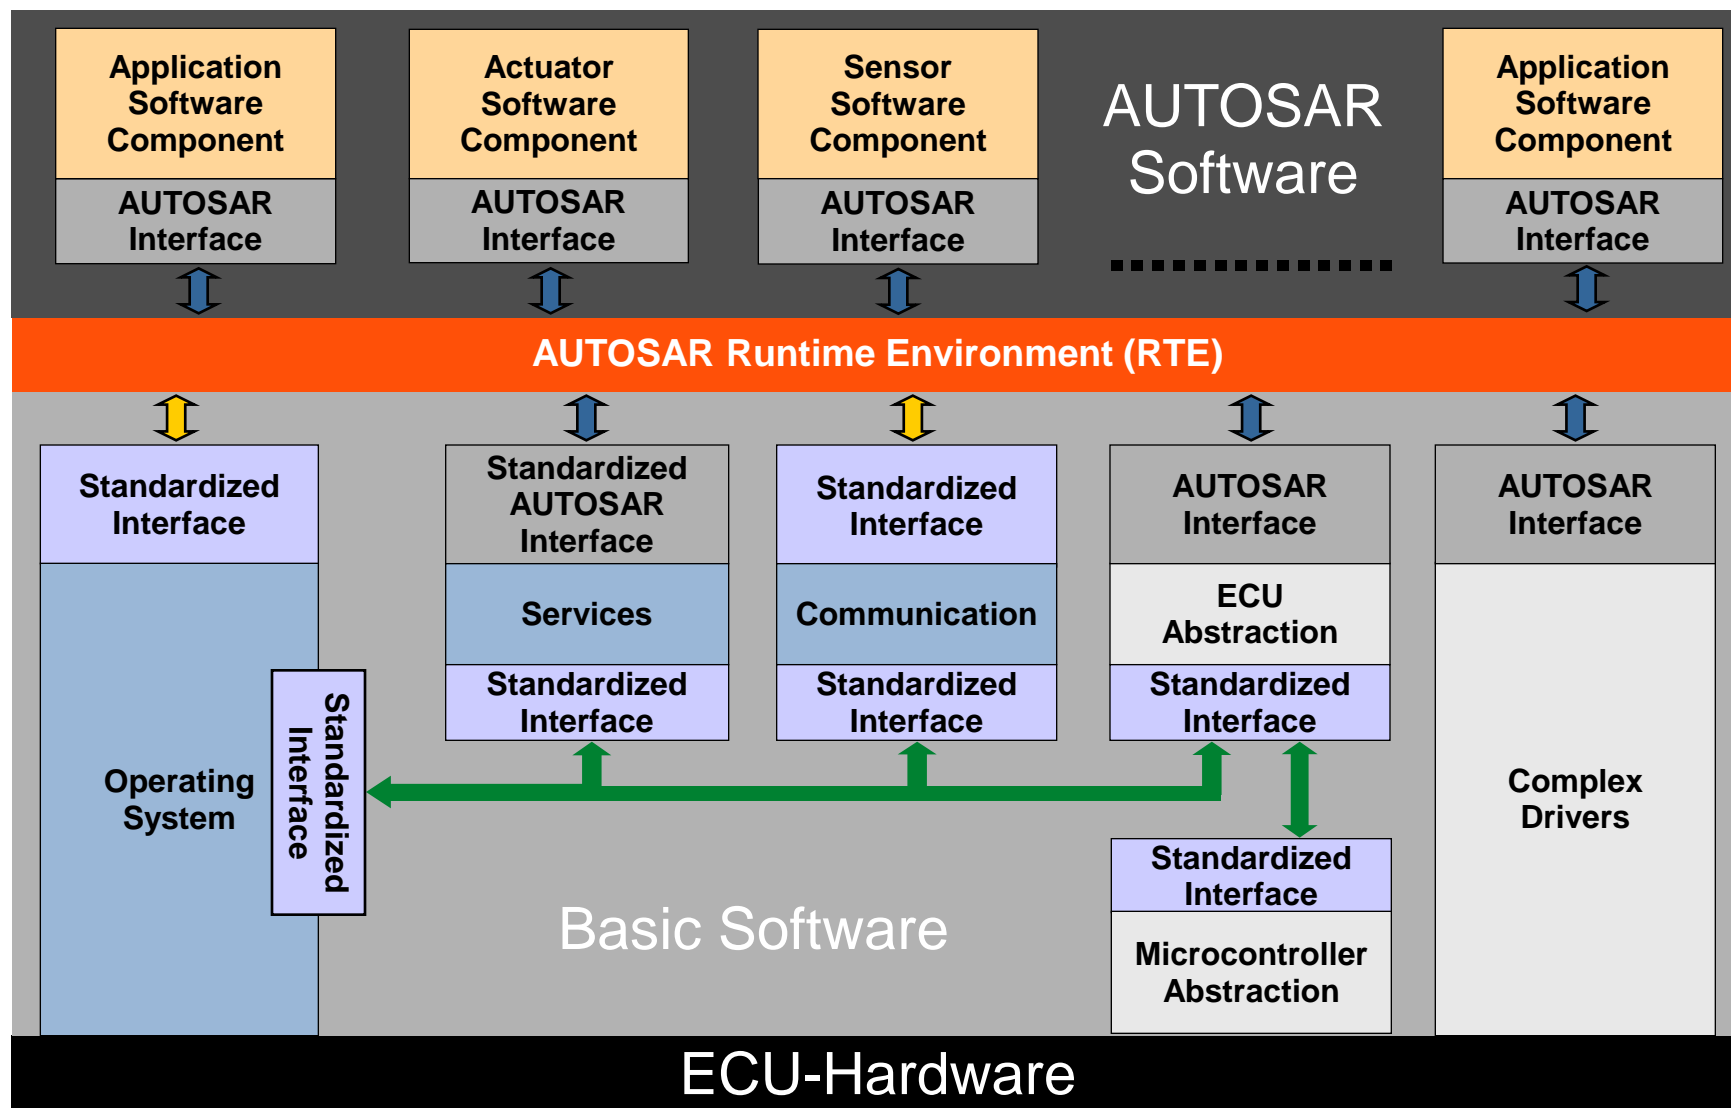 Application
Software
Component
AUTOSAR
Interface
Actuator
Software
Component
AUTOSAR
Interface
Sensor
Software
Component
AUTOSAR
Interface
AUTOSAR
Software
Application
Software
Component
AUTOSAR
Interface
AUTOSAR Runtime Environment (RTE)
Standardized
Interface
Operating
System
Standardized
Interface
Standardized
AUTOSAR
Interface
Services
Standardized
Interface
Standardized
Interface
Communication
Standardized
Interface
AUTOSAR
Interface
ECU
Abstraction
Standardized
Interface
Standardized
Interface
Microcontroller
Abstraction
AUTOSAR
Interface
Complex
Drivers
Basic Software
ECU-Hardware